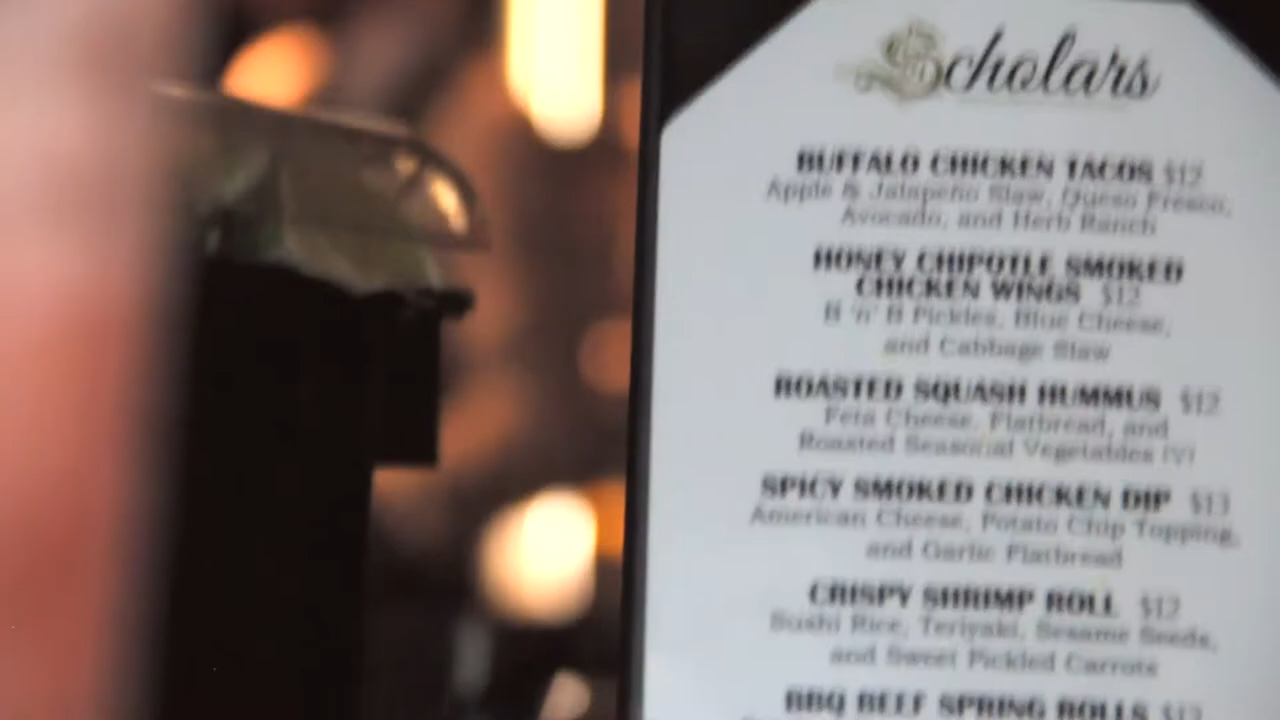 Scholars
BUFFALO CHICKEN TACOS $12
Apple & Jalapeño Slaw, Queso Fresco,
Avocado, and Herb Ranch
HONEY CHIPOTLE SMOKED
CHICKEN WINGS $12
B 'n' B Pickles, Blue Cheese,
and Cabbage Slaw
ROASTED SQUASH HUMMUS $12
Feta Cheese, Flatbread, and
Roasted Seasonal Vegetables (V)
SPICY SMOKED CHICKEN DIP $13
American Cheese, Potato Chip Topping,
and Garlic Flatbread
CRISPY SHRIMP ROLL $12
Sushi Rice, Teriyaki, Sesame Seeds,
and Sweet Pickled Carrots
BBQ BEEF SPRING ROLLS $12